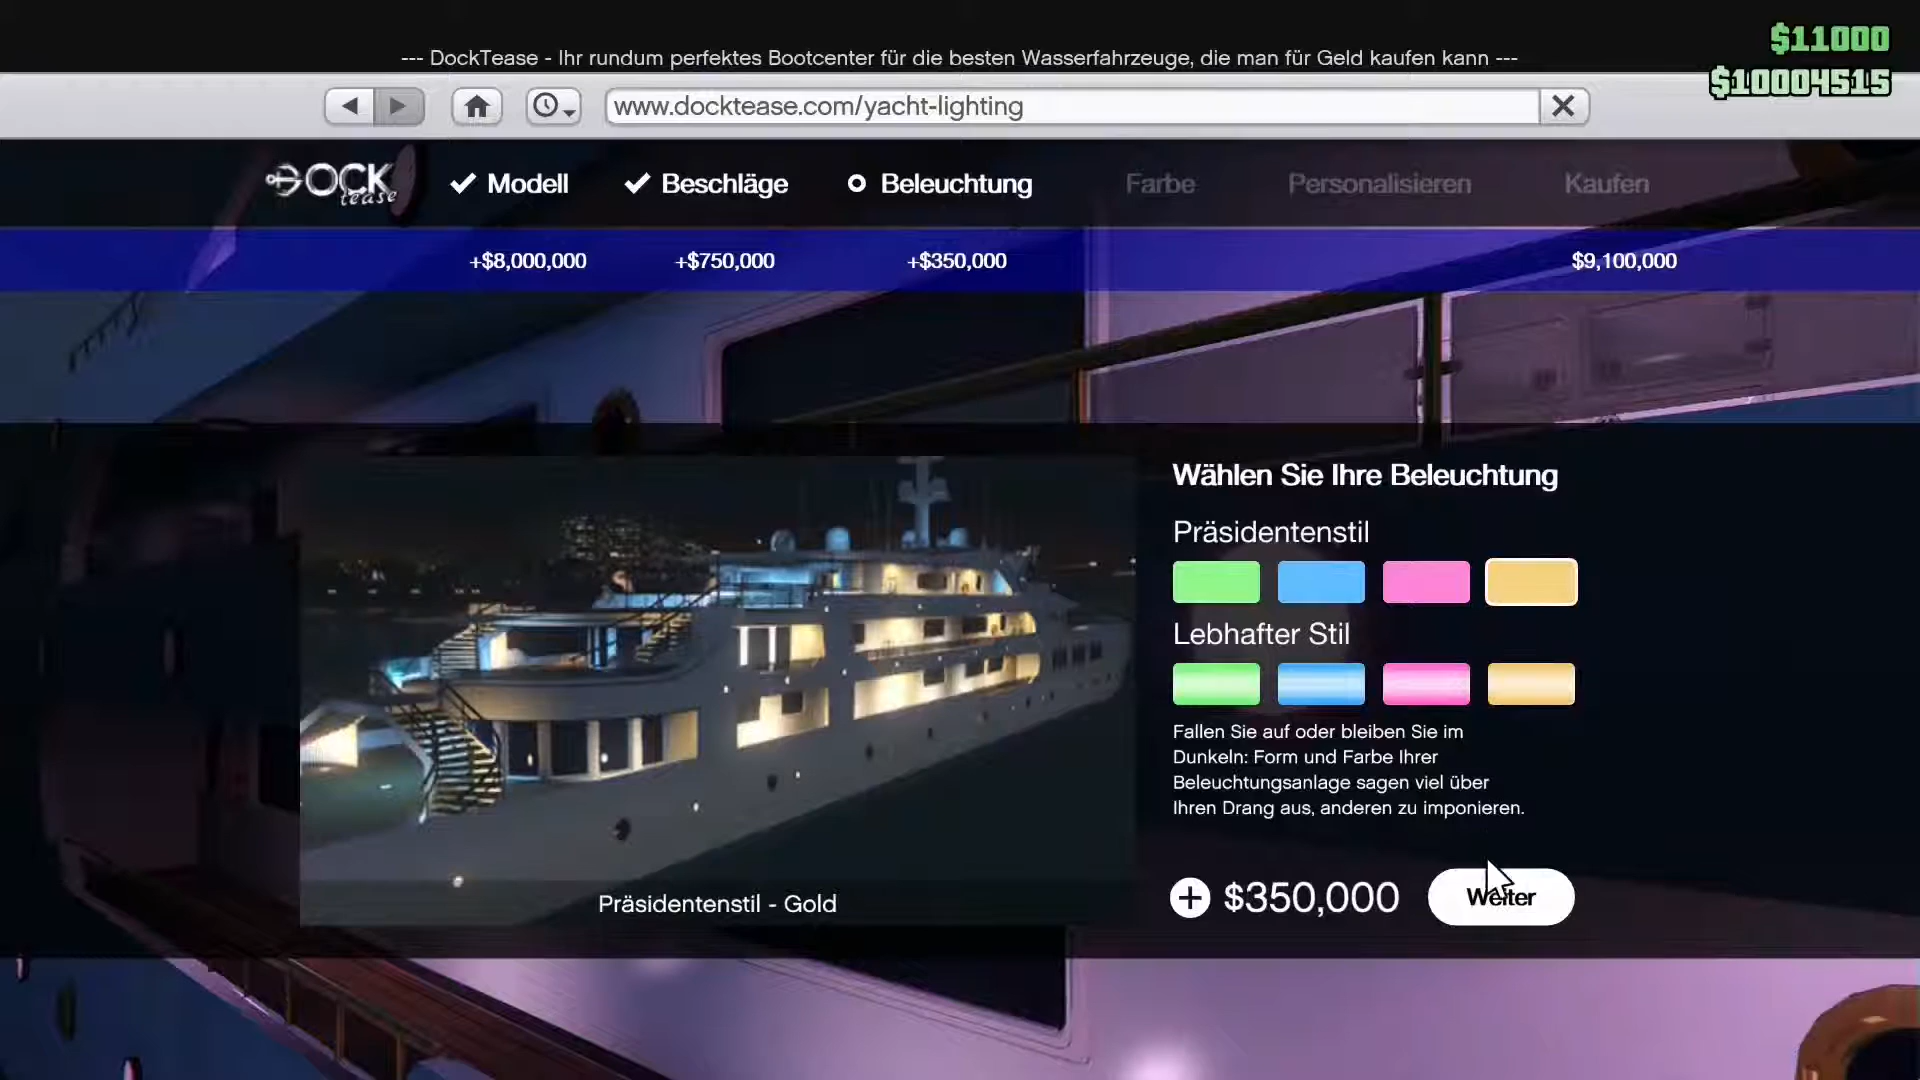 $11000
--- DockTease - Ihr rundum perfektes Bootcenter für die besten Wasserfahrzeuge, die man für Geld kaufen kann ---
$10004515
www.docktease.com/yacht-lighting
DOCK tease
Modell
Beschläge
Beleuchtung
Farbe
Personalisieren
Kaufen
+$8,000,000
+$750,000
+$350,000
$9,100,000
Wählen Sie Ihre Beleuchtung
Präsidentenstil
Lebhafter Stil
Fallen Sie auf oder bleiben Sie im
Dunkeln: Form und Farbe Ihrer
Beleuchtungsanlage sagen viel über
Ihren Drang aus, anderen zu imponieren.
$350,000
Weiter
Präsidentenstil - Gold